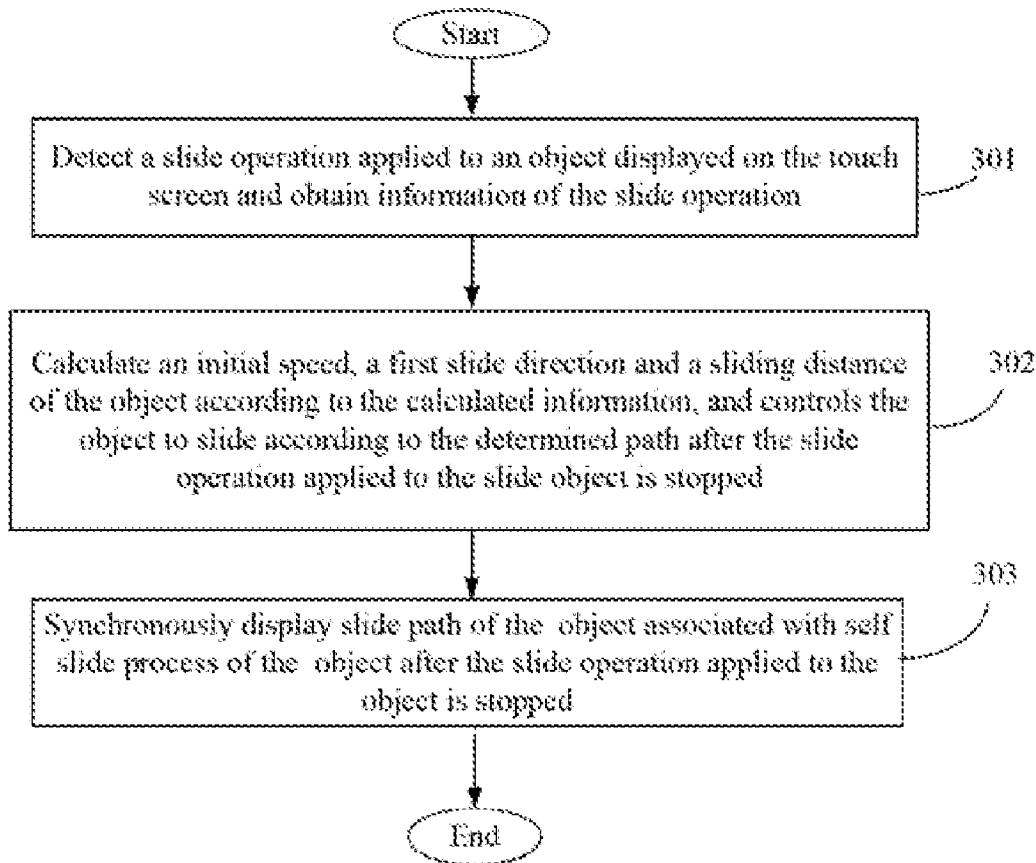 Start
Detect a slide operation applied to an object displayed on the touch
screen and obtain information of the slide operation
301
Calculate an initial speed, a first slide direction and a sliding distance
of the object according to the calculated information, and controls the
object to slide according to the determined path after the slide
operation applied to the slide object is stopped
302
303
Synchronously display slide path of the object associated with self
slide process of the object after the slide operation applied to the
object is stopped
End